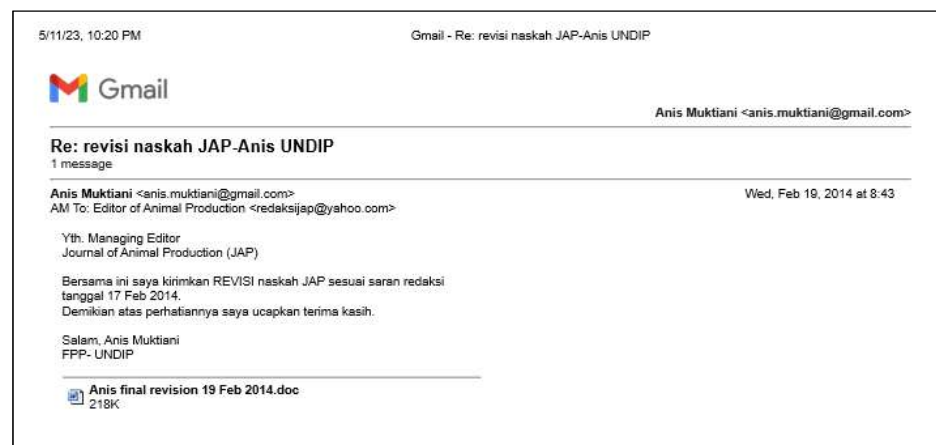 5/11/23, 10:20 PM Gmail - Re: revisi naskah JAP-Anis UNDIP
Gmail
Anis Muktiani <anis.muktiani@gmail.com>
Re: revisi naskah JAP-Anis UNDIP
1 message
Anis Muktiani <anis.muktiani@gmail.com> Wed, Feb 19, 2014 at 8:43
AM To: Editor of Animal Production <redaksijap@yahoo.com>
Yth. Managing Editor
Journal of Animal Production (JAP)
Bersama ini saya kirimkan REVISI naskah JAP sesuai saran redaksi
tanggal 17 Feb 2014.
Demikian atas perhatiannya saya ucapkan terima kasih.
Salam, Anis Muktiani
FPP- UNDIP
Anis final revision 19 Feb 2014.doc
218K